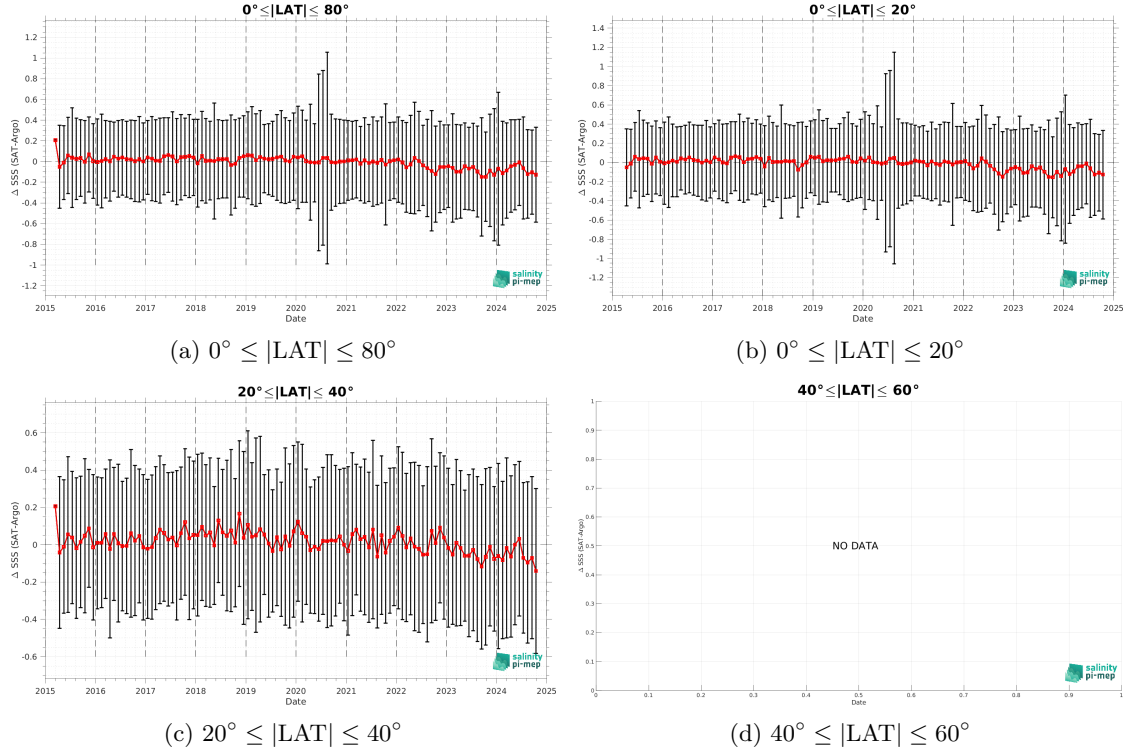 0°≤|LAT|≤ 80°
1.2
1
0.8
0.6
0.4
0.2
0
-0.2
-0.4
-0.6
-0.8
-1
-1.2
Δ SSS (SAT-Argo)
2015 2016 2017 2018 2019 2020 2021 2022 2023 2024 2025
Date
salinity
pi-mep
(a) 0° ≤ |LAT| ≤ 80°
0°≤|LAT|≤ 20°
1.4
1.2
1
0.8
0.6
0.4
0.2
0
-0.2
-0.4
-0.6
-0.8
-1
-1.2
Δ SSS (SAT-Argo)
2015 2016 2017 2018 2019 2020 2021 2022 2023 2024 2025
Date
salinity
pi-mep
(b) 0° ≤ |LAT| ≤ 20°
20°≤|LAT|≤ 40°
0.6
0.4
0.2
0
-0.2
-0.4
-0.6
Δ SSS (SAT-Argo)
2015 2016 2017 2018 2019 2020 2021 2022 2023 2024 2025
Date
salinity
pi-mep
(c) 20° ≤ |LAT| ≤ 40°
40°≤|LAT|≤ 60°
1
0.9
0.8
0.7
0.6
0.5
0.4
0.3
0.2
0.1
0
Δ SSS (SAT-Argo)
NO DATA
0 0.1 0.2 0.3 0.4 0.5 0.6 0.7 0.8 0.9 1
Date
salinity
pi-mep
(d) 40° ≤ |LAT| ≤ 60°